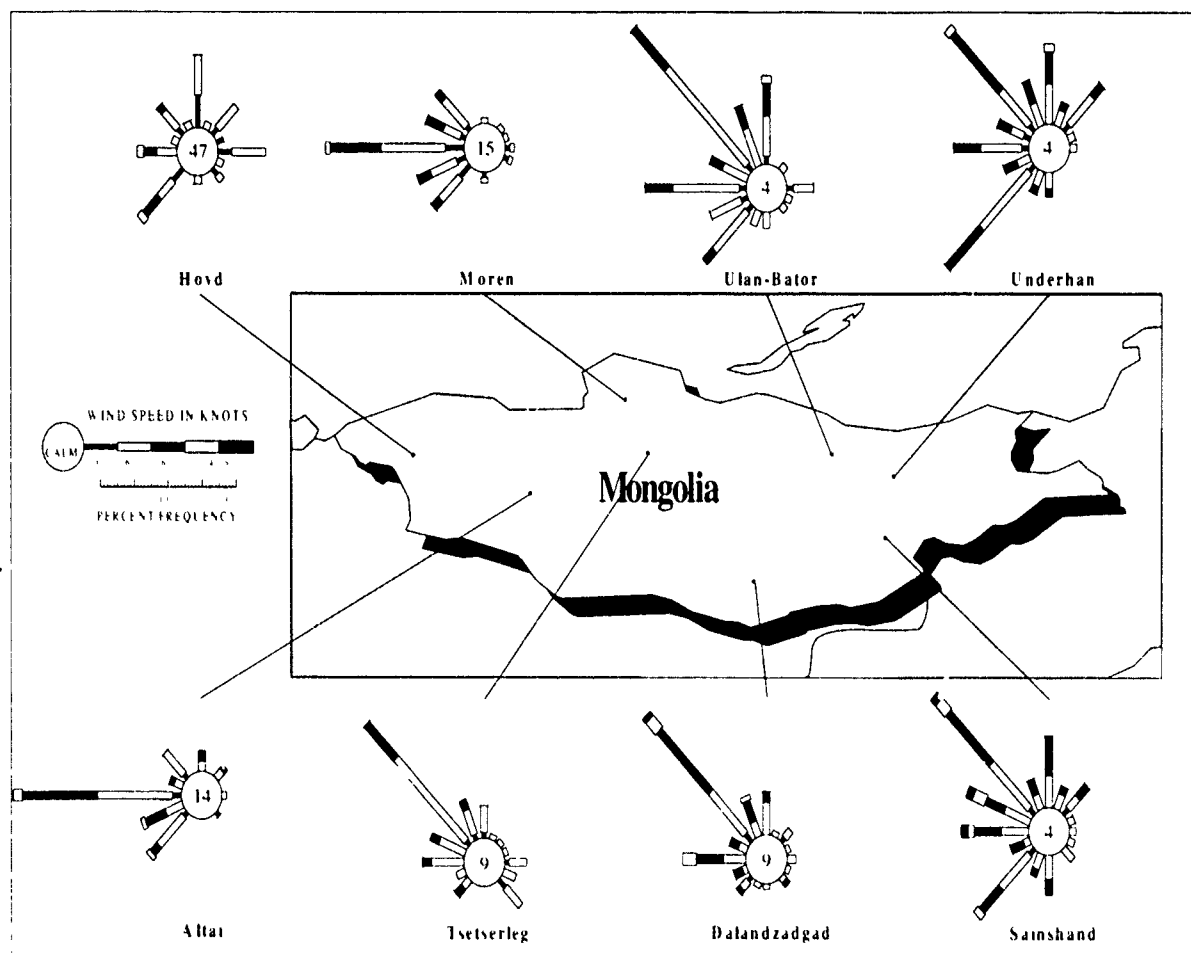 47
15
4
4
Hovd
Moren
Ulan-Bator
Underhan
WIND SPEED IN KNOTS
CALM
PERCENT FREQUENCY
Mongolia
14
9
9
4
Altai
Tsetserleg
Dalandzadgad
Sainshand